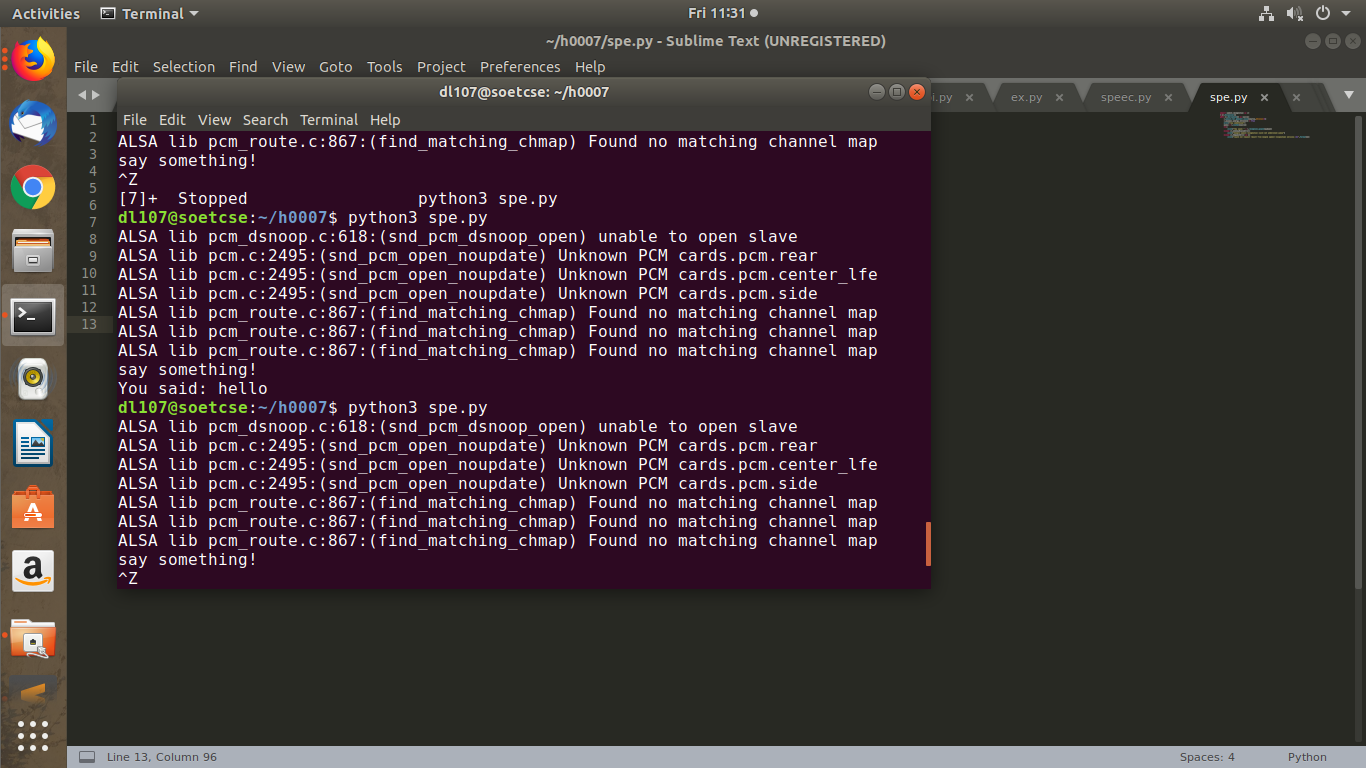 Activities Terminal Fri 11:31
~/h0007/spe.py - Sublime Text (UNREGISTERED)
File Edit Selection Find View Goto Tools Project Preferences Help
dl107@soetcse: ~/h0007
.py ex.py speec.py spe.py
File Edit View Search Terminal Help
1
2
3
4
5
6
7
8
9
10
11
12
13
ALSA lib pcm_route.c:867:(find_matching_chmap) Found no matching channel map
say something!
^Z
[7]+  Stopped                 python3 spe.py
dl107@soetcse:~/h0007$ python3 spe.py
ALSA lib pcm_dsnoop.c:618:(snd_pcm_dsnoop_open) unable to open slave
ALSA lib pcm.c:2495:(snd_pcm_open_noupdate) Unknown PCM cards.pcm.rear
ALSA lib pcm.c:2495:(snd_pcm_open_noupdate) Unknown PCM cards.pcm.center_lfe
ALSA lib pcm.c:2495:(snd_pcm_open_noupdate) Unknown PCM cards.pcm.side
ALSA lib pcm_route.c:867:(find_matching_chmap) Found no matching channel map
ALSA lib pcm_route.c:867:(find_matching_chmap) Found no matching channel map
ALSA lib pcm_route.c:867:(find_matching_chmap) Found no matching channel map
say something!
You said: hello
dl107@soetcse:~/h0007$ python3 spe.py
ALSA lib pcm_dsnoop.c:618:(snd_pcm_dsnoop_open) unable to open slave
ALSA lib pcm.c:2495:(snd_pcm_open_noupdate) Unknown PCM cards.pcm.rear
ALSA lib pcm.c:2495:(snd_pcm_open_noupdate) Unknown PCM cards.pcm.center_lfe
ALSA lib pcm.c:2495:(snd_pcm_open_noupdate) Unknown PCM cards.pcm.side
ALSA lib pcm_route.c:867:(find_matching_chmap) Found no matching channel map
ALSA lib pcm_route.c:867:(find_matching_chmap) Found no matching channel map
ALSA lib pcm_route.c:867:(find_matching_chmap) Found no matching channel map
say something!
^Z
Line 13, Column 96 Spaces: 4 Python